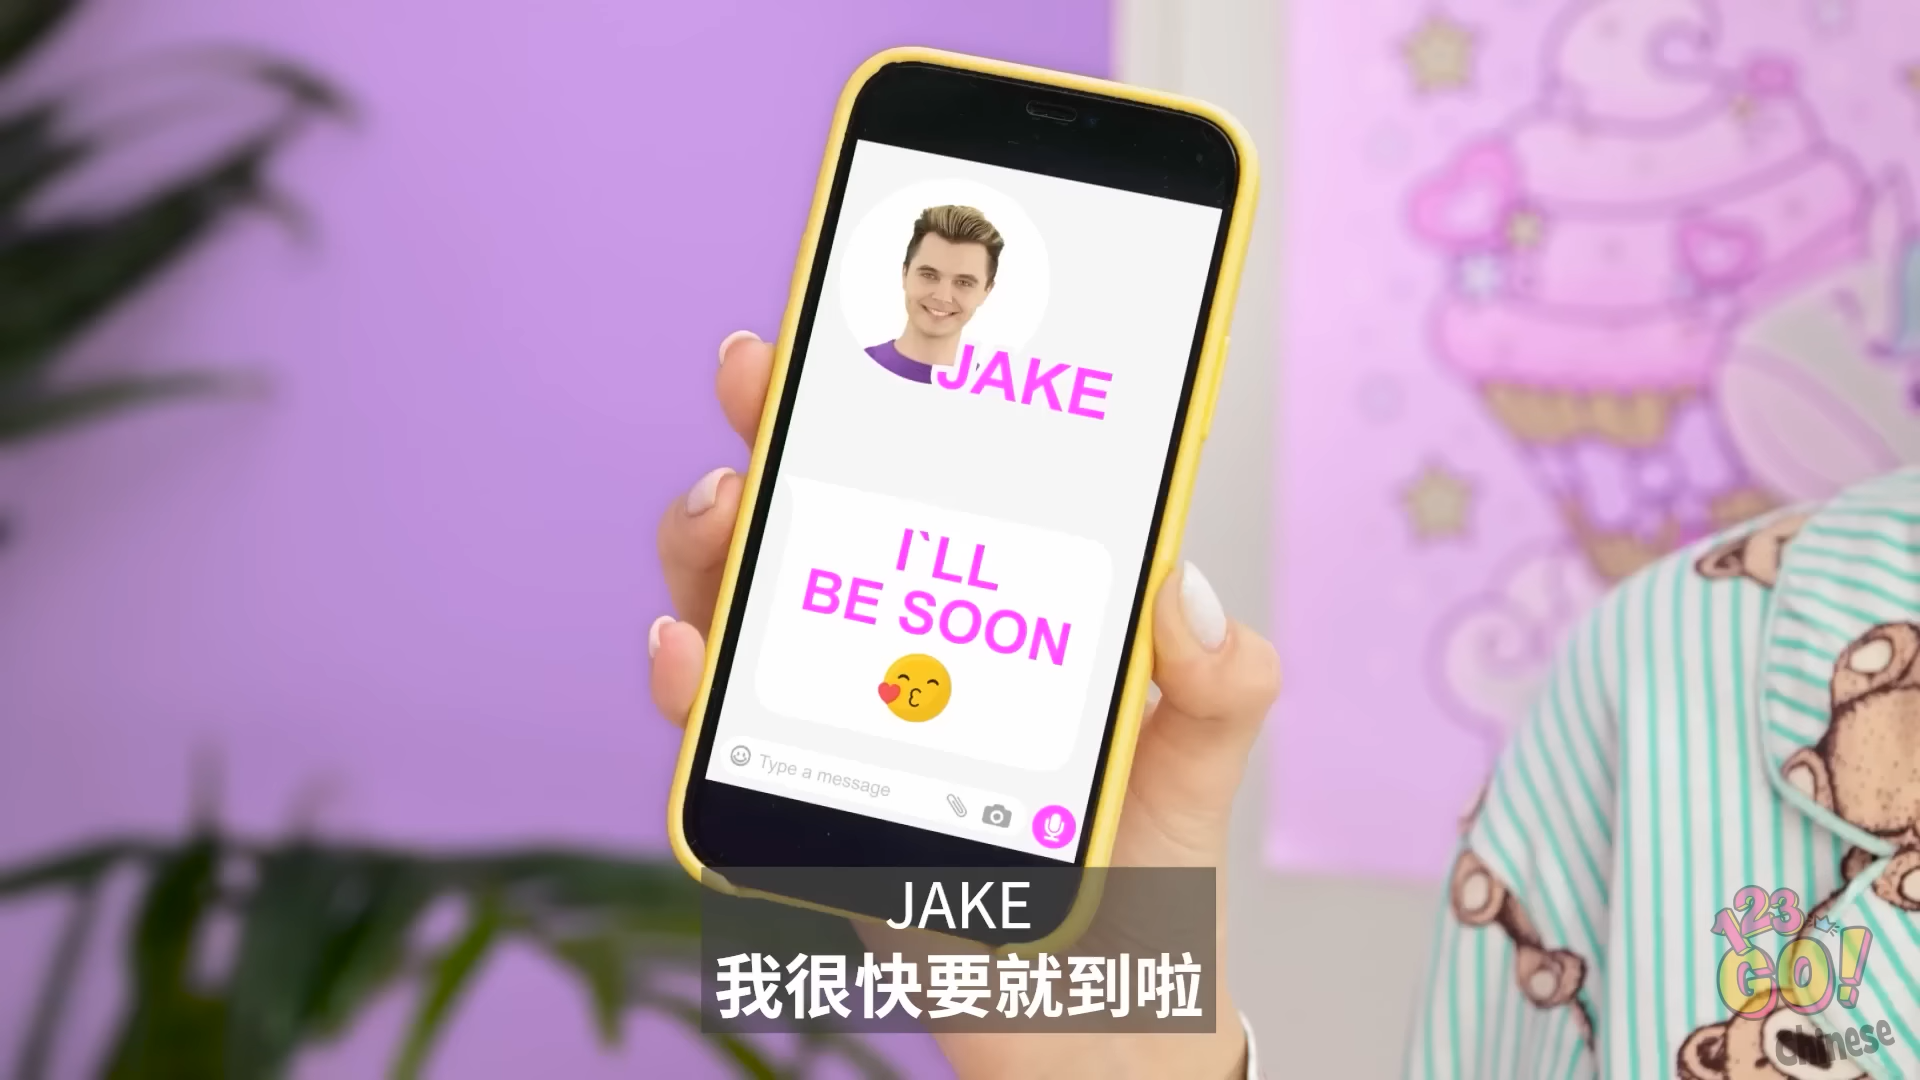 JAKE
I`LL
BE SOON
Type a message
JAKE
我很快要就到啦
123
GO!
Chinese